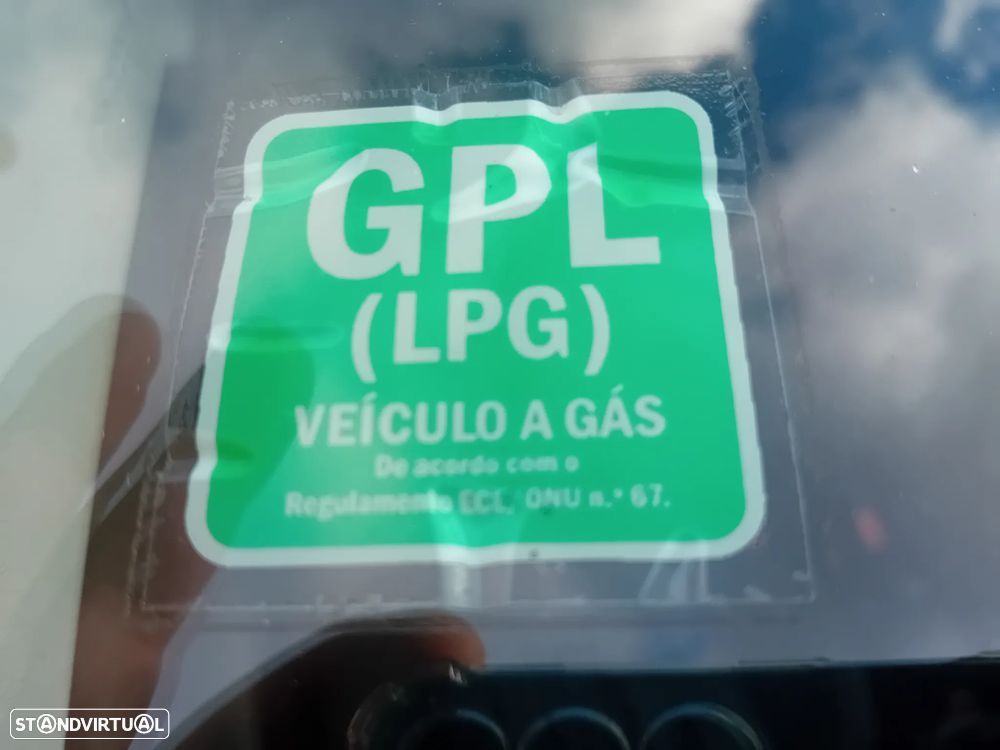 GPL
(LPG)
VEÍCULO A GÁS
De acordo com o
Regulamento ECE/ONU n.º 67.
STANDVIRTUAL